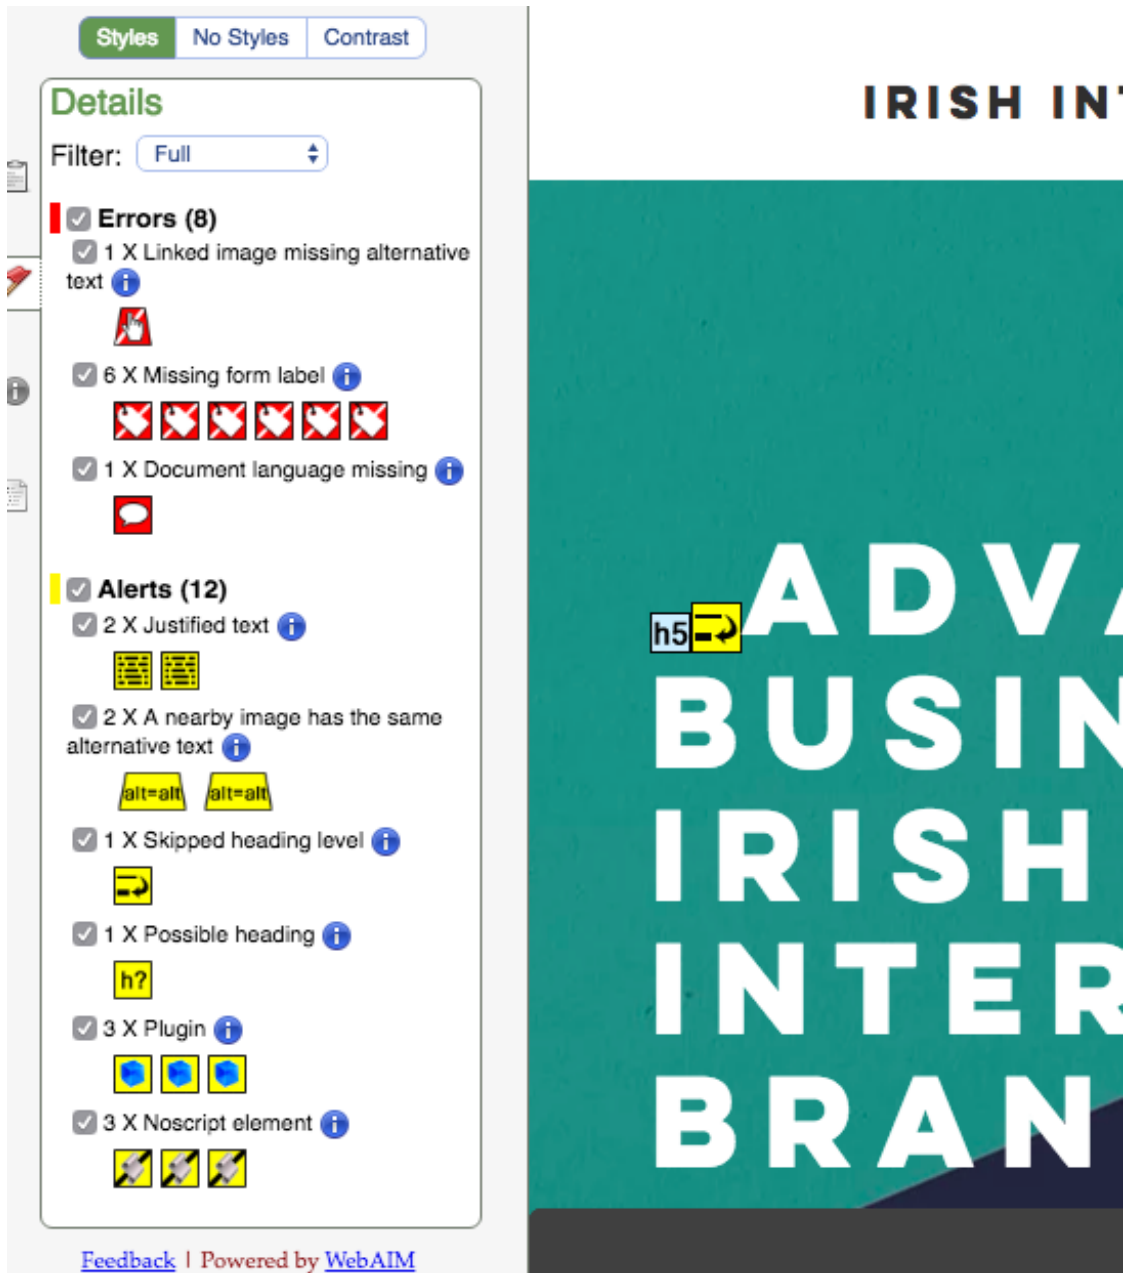 Styles No Styles Contrast
Details
Filter: Full
Errors (8)
1 X Linked image missing alternative
text
6 X Missing form label
1 X Document language missing
Alerts (12)
2 X Justified text
2 X A nearby image has the same
alternative text
alt=alt alt=alt
1 X Skipped heading level
1 X Possible heading
h?
3 X Plugin
3 X Noscript element
Feedback | Powered by WebAIM
IRISH INT
h5
ADVA
BUSIN
IRISH
INTER
BRAN